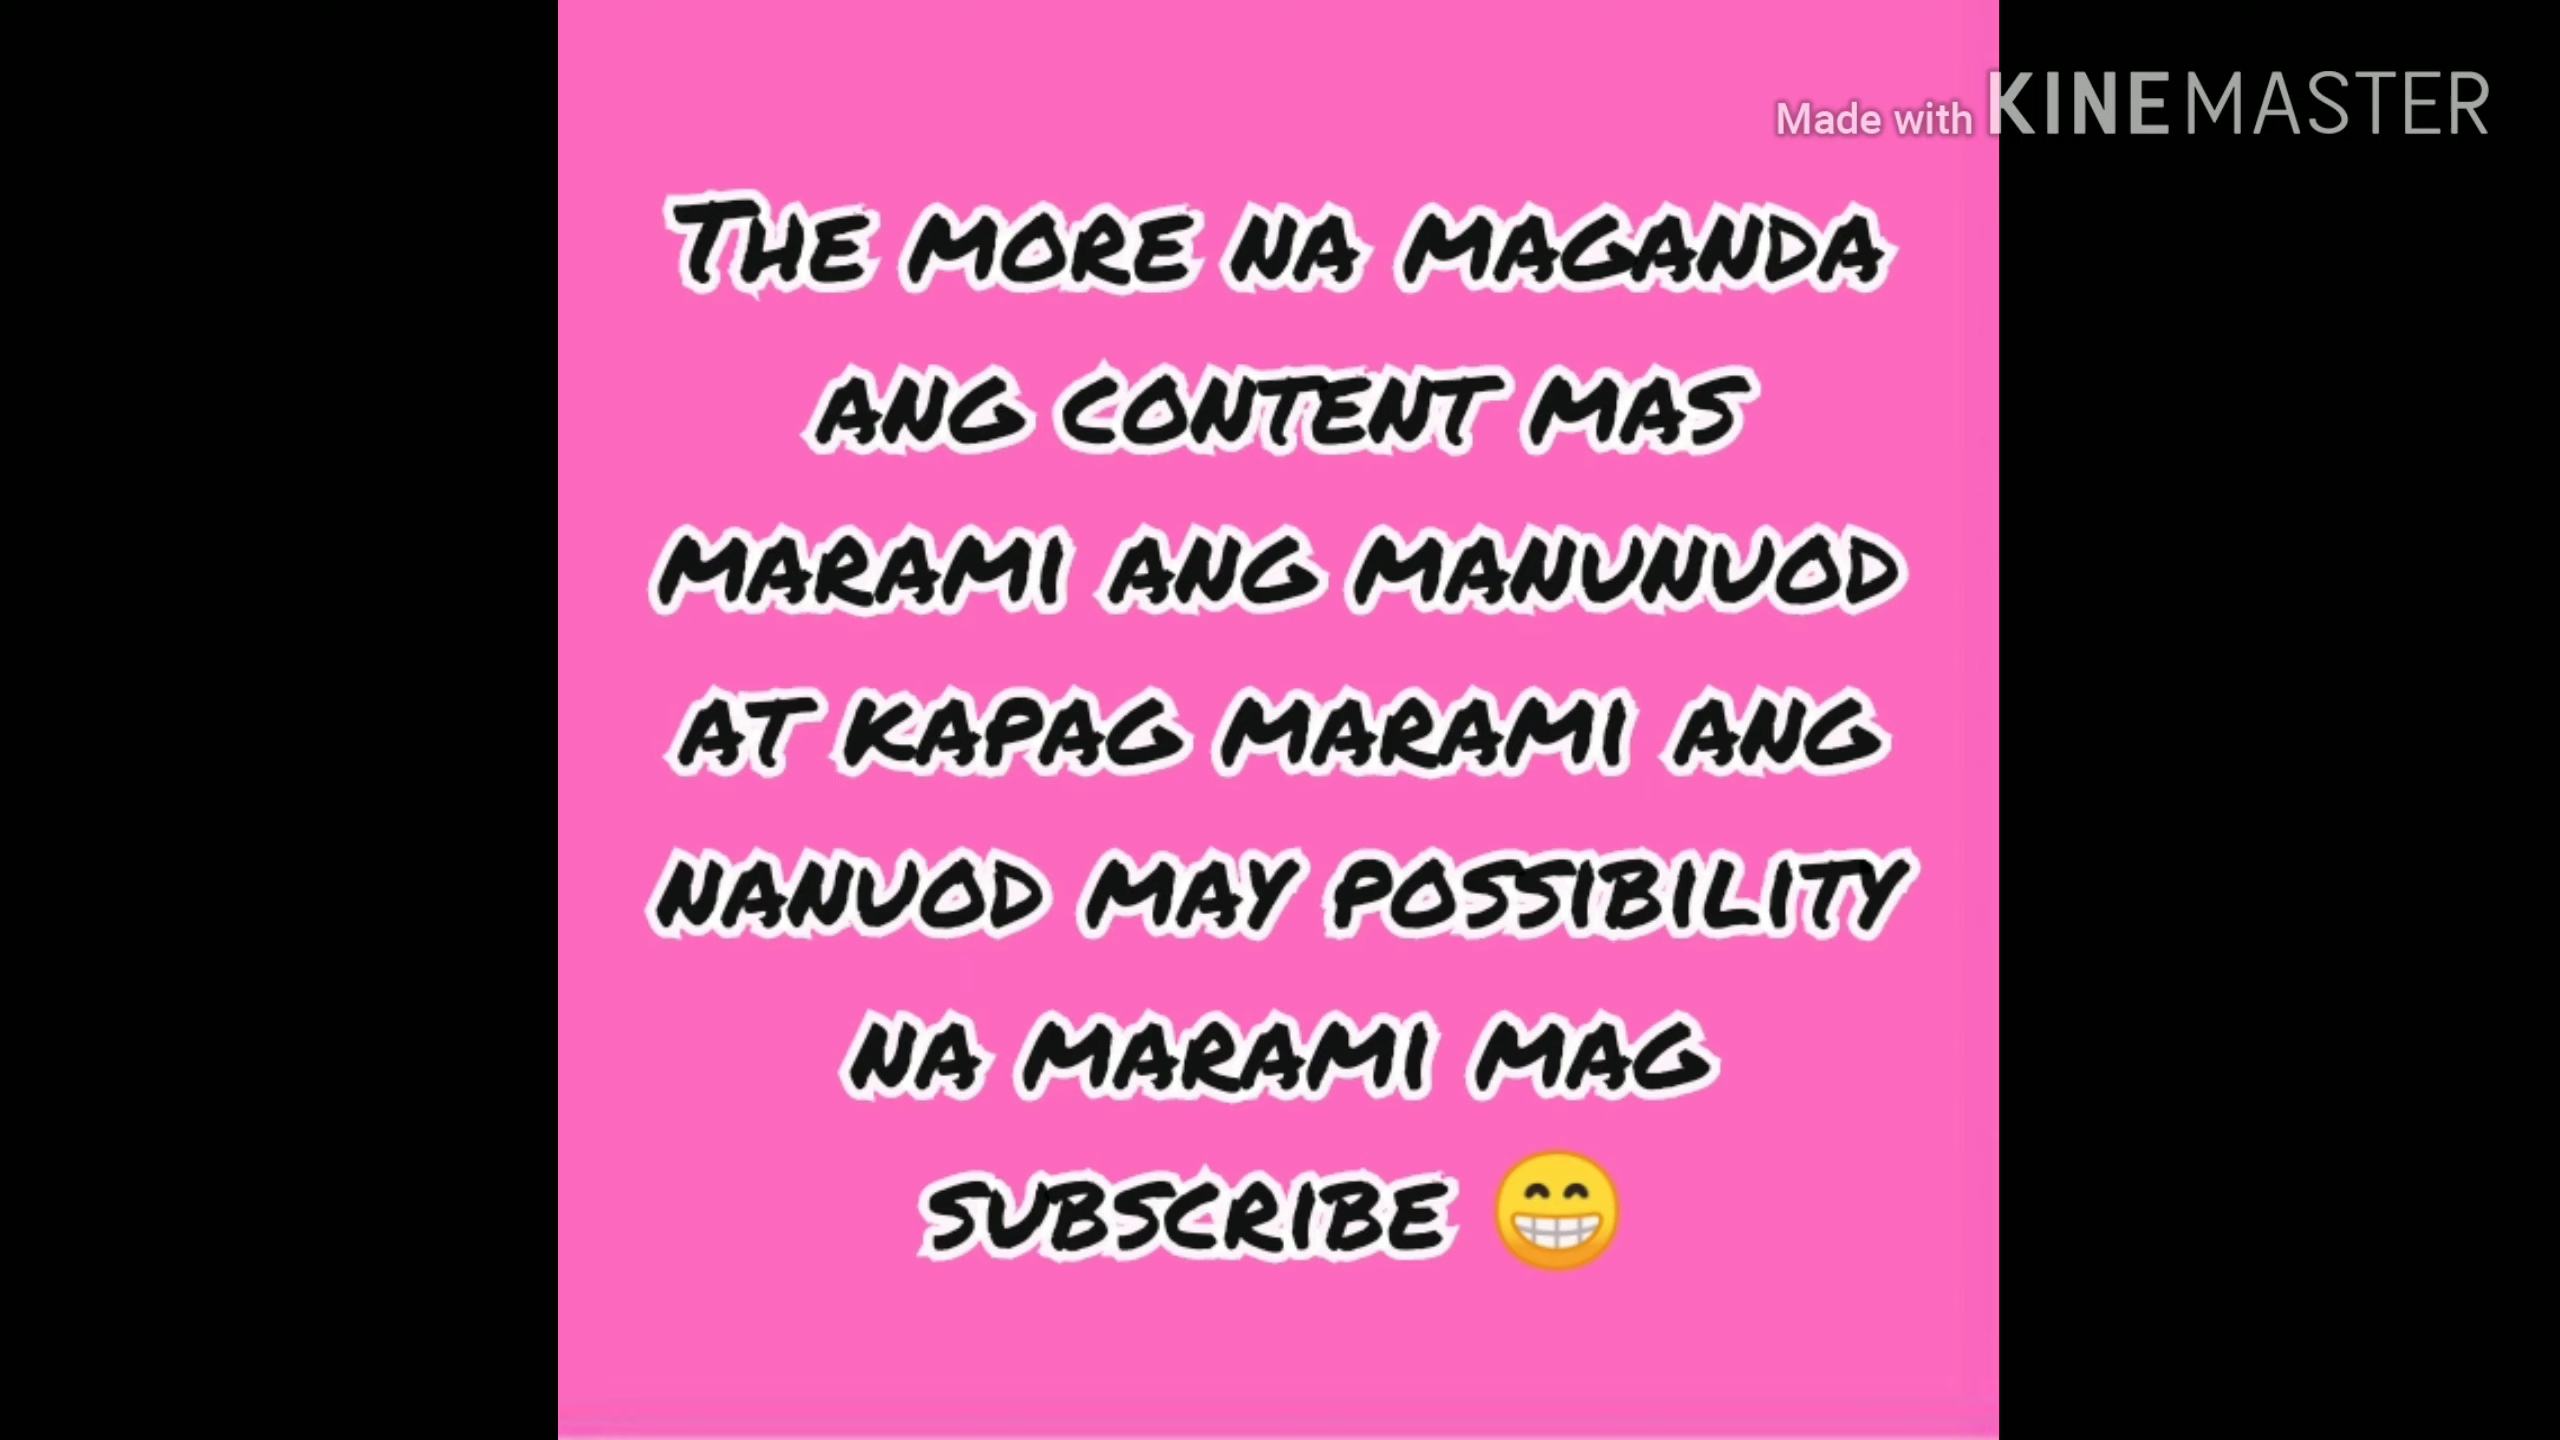 Made with KINEMASTER
THE MORE NA MAGANDA
ANG CONTENT MAS
MARAMI ANG MANUNUOD
AT KAPAG MARAMI ANG
NANUOD MAY POSSIBILITY
NA MARAMI MAG
SUBSCRIBE 😁